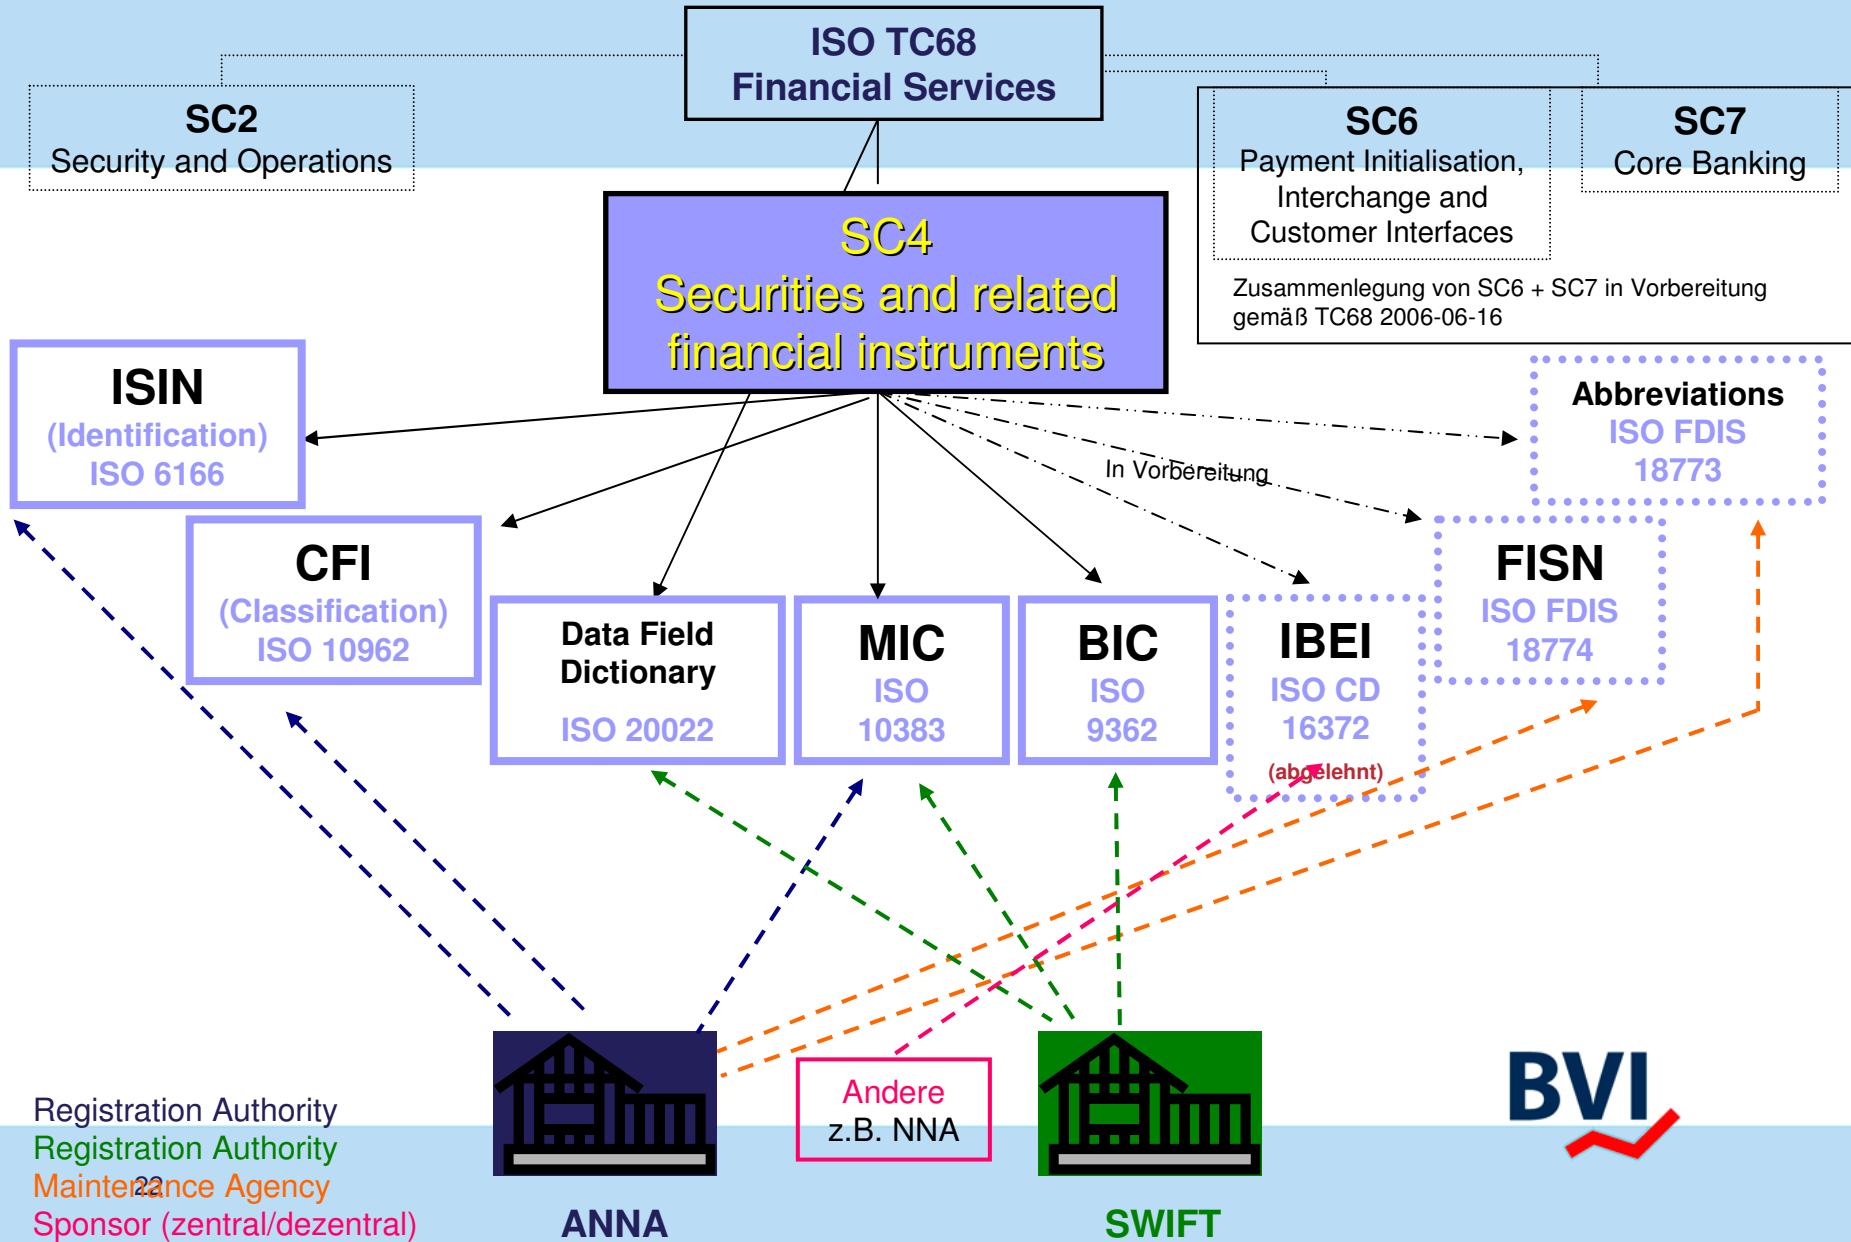 ISO TC68
Financial Services
SC2
Security and Operations
SC6
Payment Initialisation,
Interchange and
Customer Interfaces
SC7
Core Banking
Zusammenlegung von SC6 + SC7 in Vorbereitung
gemäß TC68 2006-06-16
SC4
Securities and related
financial instruments
ISIN
(Identification)
ISO 6166
CFI
(Classification)
ISO 10962
Data Field
Dictionary
ISO 20022
MIC
ISO
10383
BIC
ISO
9362
IBEI
ISO CD
16372
(abgelehnt)
FISN
ISO FDIS
18774
Abbreviations
ISO FDIS
18773
In Vorbereitung
Andere
z.B. NNA
ANNA
SWIFT
Registration Authority
Registration Authority
Maintenance Agency
Sponsor (zentral/dezentral)
22
BVI